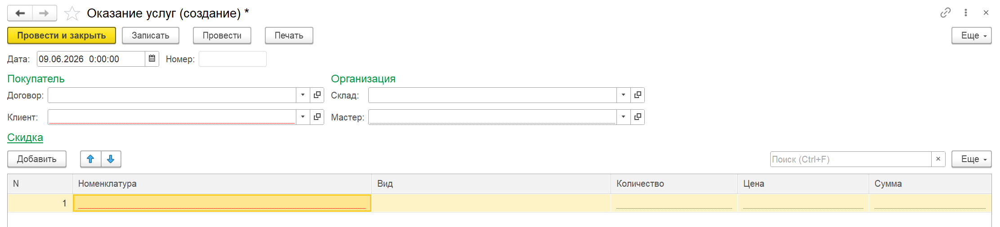 Оказание услуг (создание) *
Провести и закрыть Записать Провести Печать Еще
Дата: 09.06.2026 0:00:00 Номер:
Покупатель Организация
Договор: Склад:
Клиент: Мастер:
Скидка
Добавить Поиск (Ctrl+F) × Еще
N Номенклатура Вид Количество Цена Сумма
1